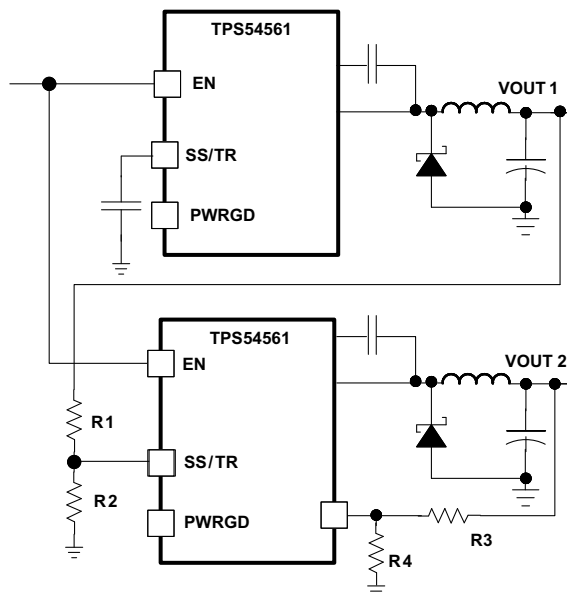 TPS54561
EN
VOUT 1
SS/TR
PWRGD
TPS54561
EN
VOUT 2
R1
SS/TR
R2
PWRGD
R3
R4